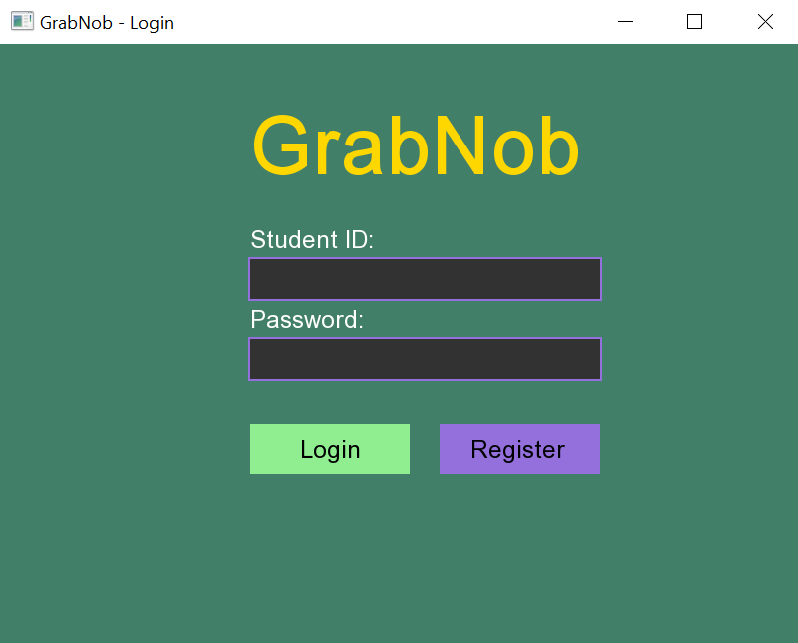 GrabNob - Login
GrabNob
Student ID:
Password:
Login
Register